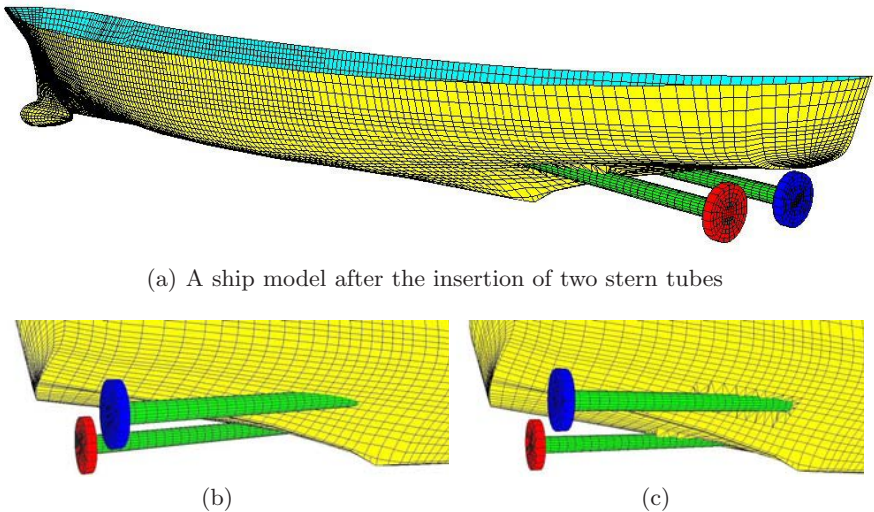 (a) A ship model after the insertion of two stern tubes
(b)
(c)